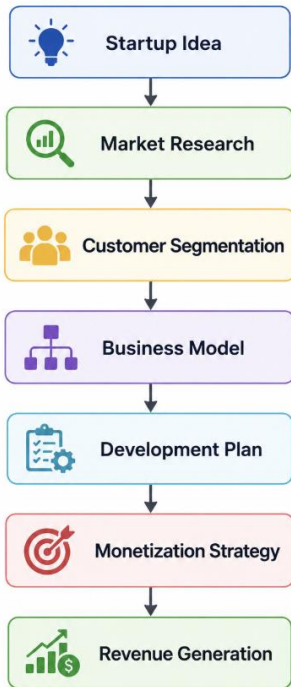 Startup Idea
Market Research
Customer Segmentation
Business Model
Development Plan
Monetization Strategy
$
Revenue Generation